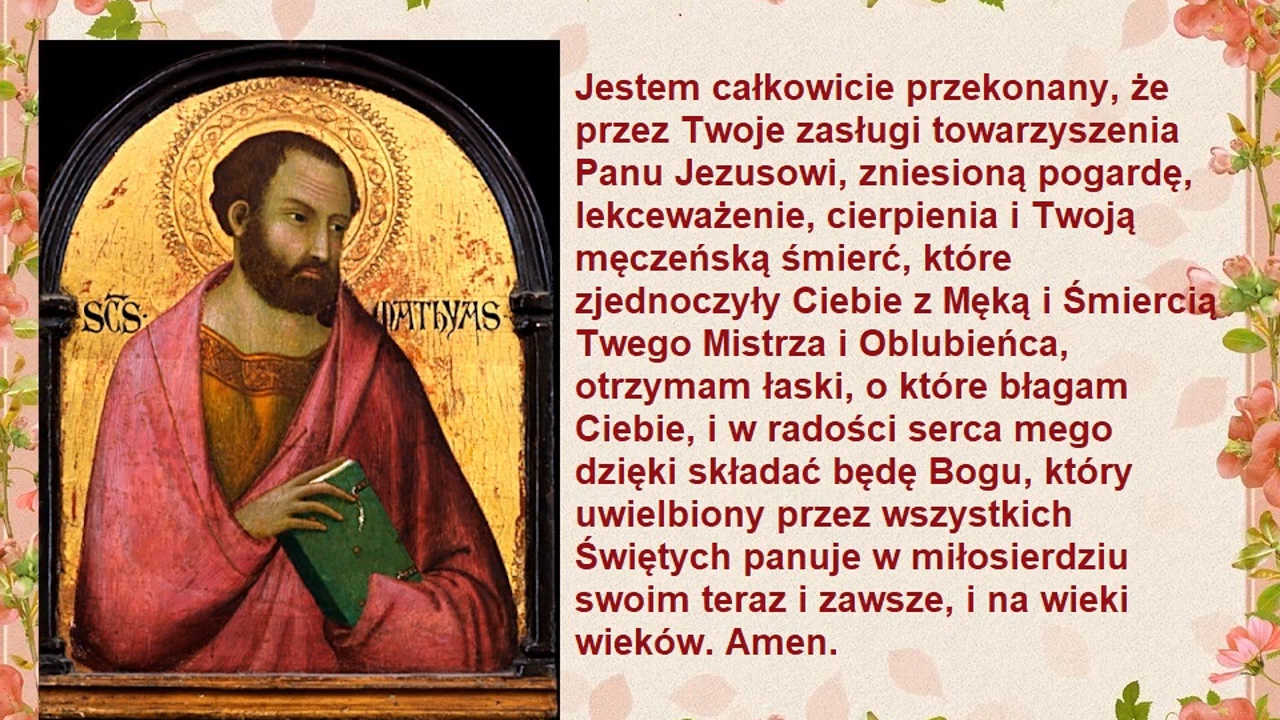 SCS·
MATHYAS·
Jestem całkowicie przekonany, że
przez Twoje zasługi towarzyszenia
Panu Jezusowi, zniesioną pogardę,
lekceważenie, cierpienia i Twoją
męczeńską śmierć, które
zjednoczyły Ciebie z Męką i Śmiercią
Twego Mistrza i Oblubieńca,
otrzymam łaski, o które błagam
Ciebie, i w radości serca mego
dzięki składać będę Bogu, który
uwielbiony przez wszystkich
Świętych panuje w miłosierdziu
swoim teraz i zawsze, i na wieki
wieków. Amen.